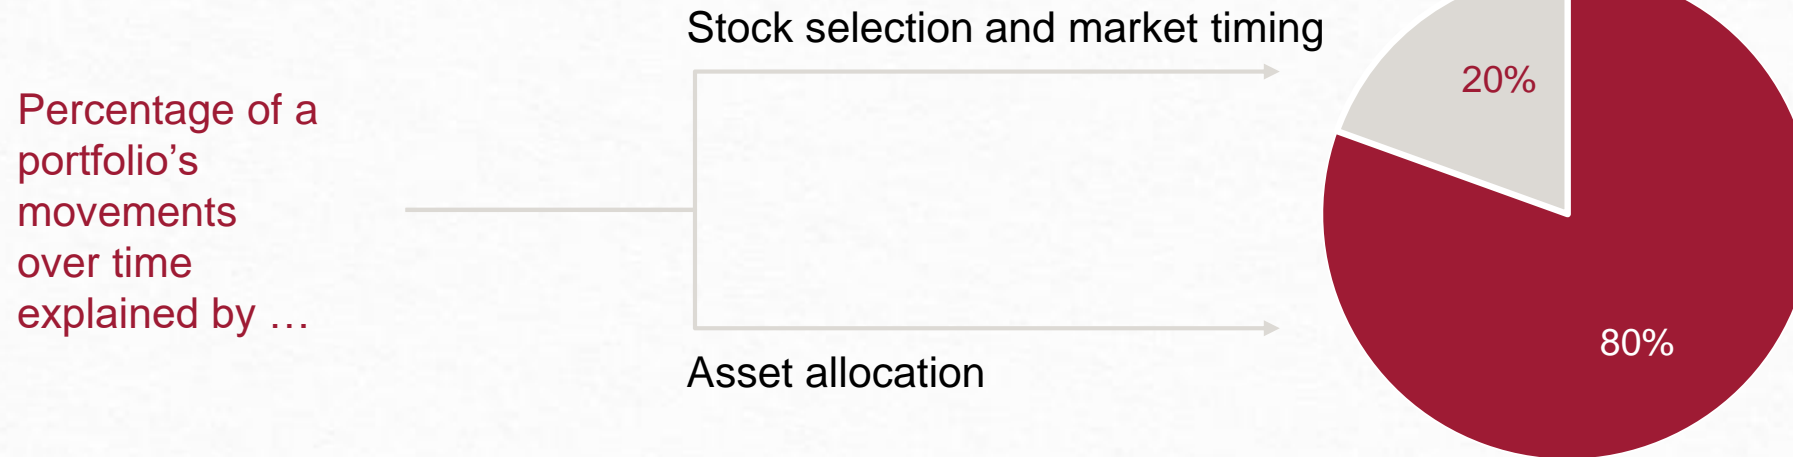 Stock selection and market timing
20%
Percentage of a
portfolio’s
movements
over time
explained by …
80%
Asset allocation